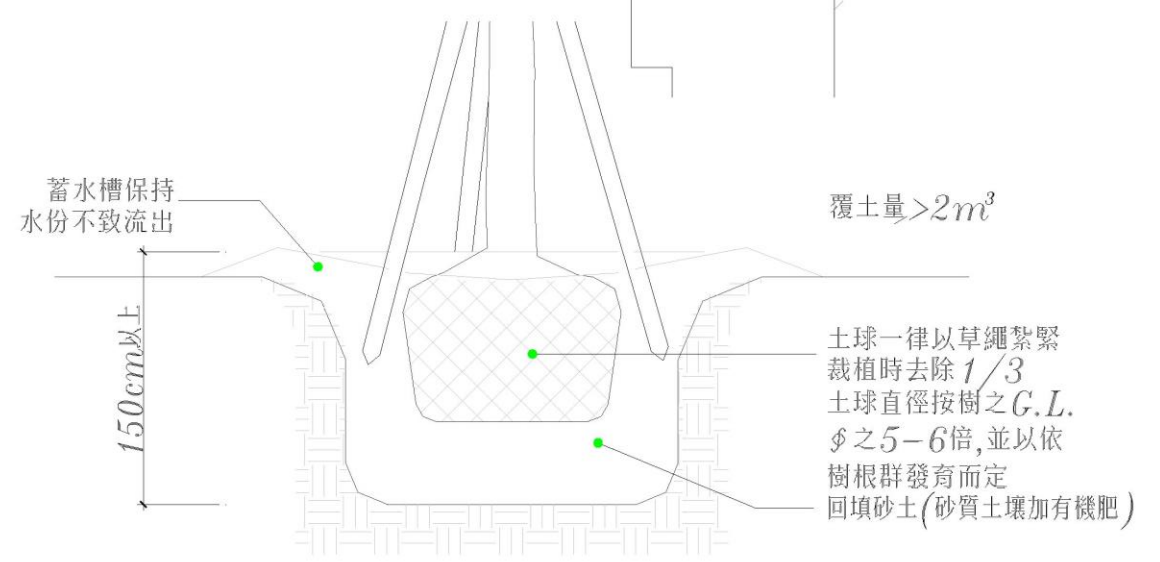 蓄水槽保持
水份不致流出
150cm以上
覆土量>2m³
土球一律以草繩紮緊
裁植時去除1/3
土球直徑按樹之G.L.
∮之5-6倍,並以依
樹根群發育而定
回填砂土(砂質土壤加有機肥)